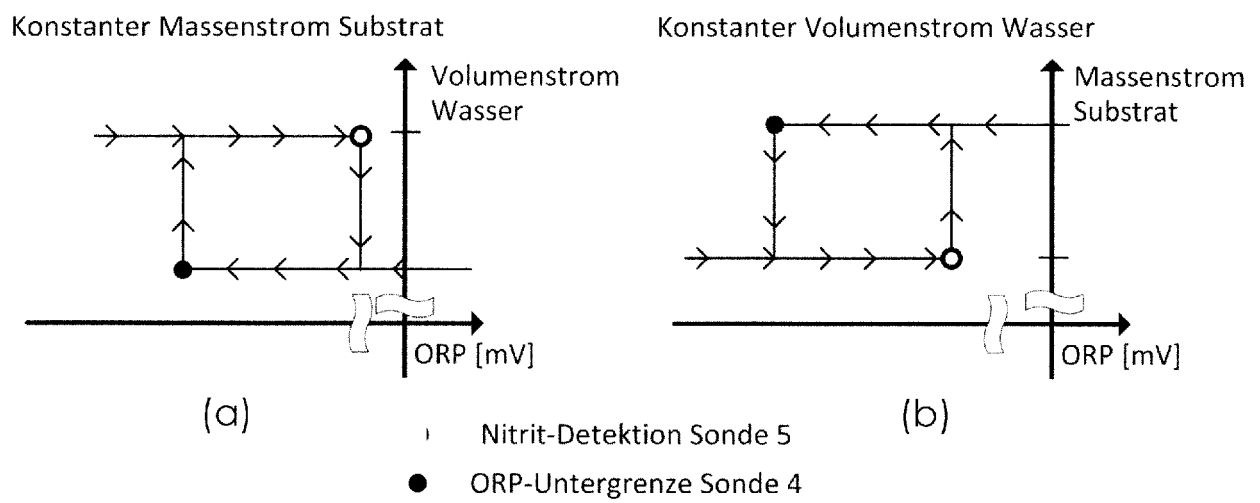 Konstanter Massenstrom Substrat
Konstanter Volumenstrom Wasser
Volumenstrom
Wasser
Massenstrom
Substrat
ORP [mV]
ORP [mV]
(a)
(b)
Nitrit-Detektion Sonde 5
ORP-Untergrenze Sonde 4